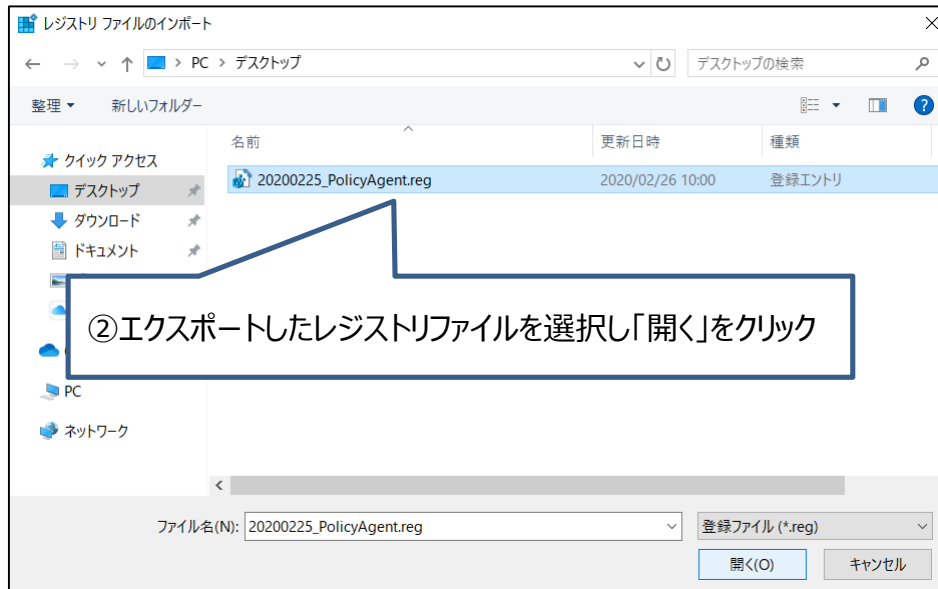 レジストリ ファイルのインポート
PC > デスクトップ
デスクトップの検索
整理 新しいフォルダー
名前 更新日時 種類
クイック アクセス
20200225_PolicyAgent.reg 2020/02/26 10:00 登録エントリ
デスクトップ
ダウンロード
ドキュメント
②エクスポートしたレジストリファイルを選択し「開く」をクリック
PC
ネットワーク
ファイル名(N): 20200225_PolicyAgent.reg 登録ファイル (*.reg)
開く(O) キャンセル